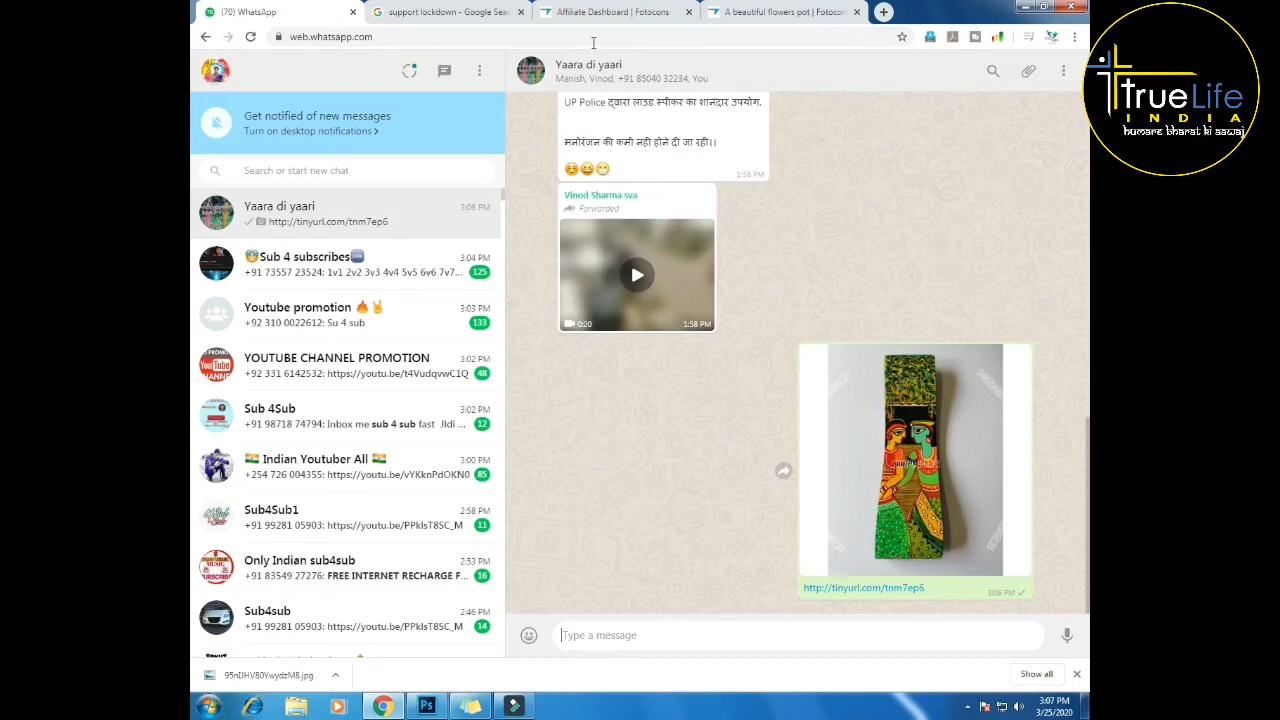 (70) WhatsApp
support lockdown - Google Sea
Affiliate Dashboard | Fotocons
A beautiful flowers pot | Fotocon
web.whatsapp.com
Get notified of new messages
Turn on desktop notifications >
Search or start new chat
Yaara di yaari
3:06 PM
http://tinyurl.com/tnm7ep6
😇Sub 4 subscribes🆒
3:04 PM
+91 73557 23524: 1v1 2v2 3v3 4v4 5v5 6v6 7v7...
125
Youtube promotion 🔥🤘
3:03 PM
+92 310 0022612: Su 4 sub
133
YOUTUBE CHANNEL PROMOTION
3:02 PM
+92 331 6142532: https://youtu.be/t4VudqvwC1Q
48
Sub 4Sub
3:02 PM
+91 98718 74794: Inbox me sub 4 sub fast .Jldi ...
12
🇮🇳 Indian Youtuber All 🇮🇳
3:00 PM
+254 726 004355: https://youtu.be/vYKknPdOKN0
85
Sub4Sub1
2:58 PM
+91 99281 05903: https://youtu.be/PPkIsT8SC_M
11
Only Indian sub4sub
2:53 PM
+91 83549 27276: FREE INTERNET RECHARGE F...
16
Sub4sub
2:46 PM
+91 99281 05903: https://youtu.be/PPkIsT8SC_M
14
Yaara di yaari
Manish, Vinod, +91 85040 32234, You
UP Police द्वारा लाउड स्पीकर का शानदार उपयोग,
मनोरंजन की कमी नही होने दी जा रही।।
☺️😄😁
1:58 PM
Vinod Sharma sva
Forwarded
0:20
1:58 PM
http://tinyurl.com/tnm7ep6
3:06 PM
Type a message
95nIJHV80YwydzM8.jpg
Show all
3:07 PM
3/25/2020
trueLife
INDIA
humare bharat ki aawaj